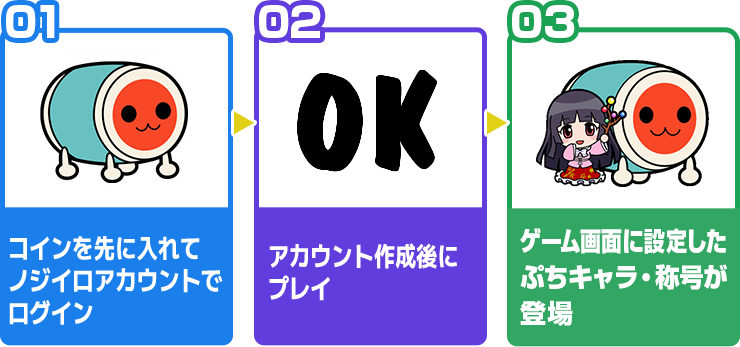 01
02
03
OK
コインを先に入れて
ノジイロアカウントで
ログイン
アカウント作成後に
プレイ
ゲーム画面に設定した
ぷちキャラ・称号が
登場